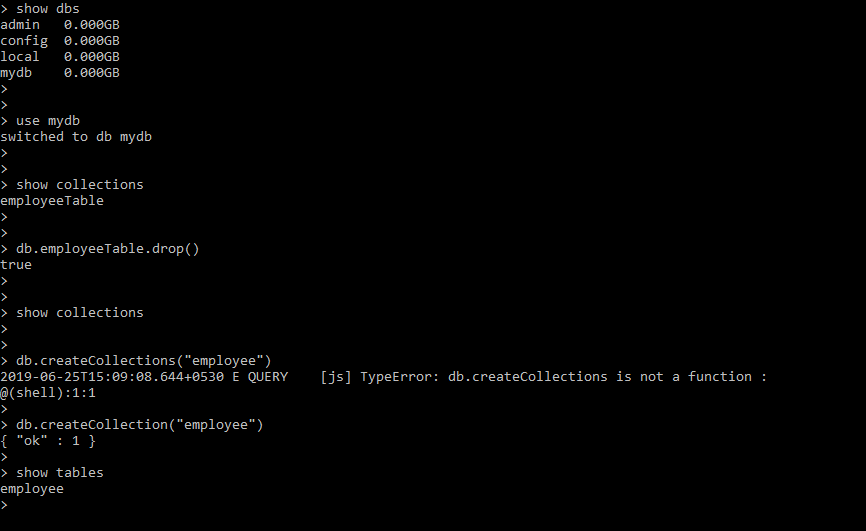 > show dbs
admin   0.000GB
config  0.000GB
local   0.000GB
mydb    0.000GB
>
>
> use mydb
switched to db mydb
>
>
> show collections
employeeTable
>
>
> db.employeeTable.drop()
true
>
>
> show collections
>
>
> db.createCollections("employee")
2019-06-25T15:09:08.644+0530 E QUERY    [js] TypeError: db.createCollections is not a function :
@(shell):1:1
>
> db.createCollection("employee")
{ "ok" : 1 }
>
> show tables
employee
>